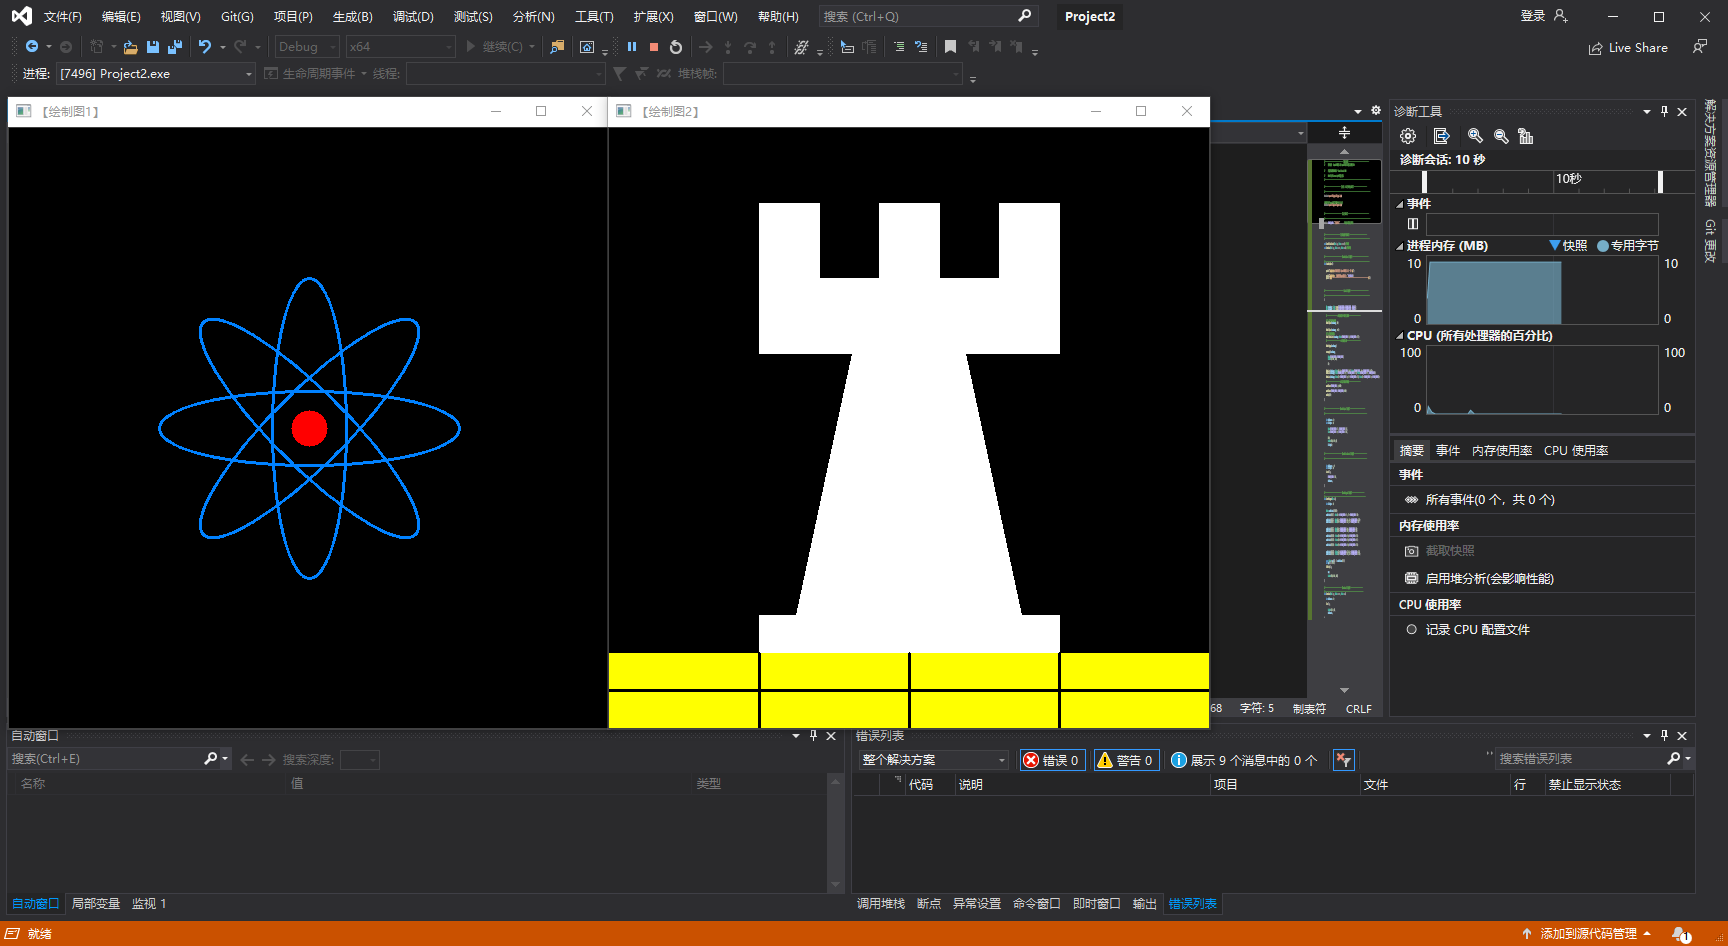 文件(F) 编辑(E) 视图(V) Git(G) 项目(P) 生成(B) 调试(D) 测试(S) 分析(N) 工具(T) 扩展(X) 窗口(W) 帮助(H) 搜索 (Ctrl+Q) Project2 登录
Debug x64 继续(C) Live Share
进程: [7496] Project2.exe 生命周期事件 线程: 堆栈帧:
【绘制图1】
【绘制图2】
68 字符: 5 制表符 CRLF
诊断工具
诊断会话: 10 秒
10秒
事件
进程内存 (MB) 快照 专用字节
10 10
0 0
CPU (所有处理器的百分比)
100 100
0 0
摘要 事件 内存使用率 CPU 使用率
事件
所有事件(0 个，共 0 个)
内存使用率
截取快照
启用堆分析(会影响性能)
CPU 使用率
记录 CPU 配置文件
解决方案资源管理器
Git 更改
自动窗口
搜索(Ctrl+E) 搜索深度:
名称 值 类型
自动窗口 局部变量 监视 1
错误列表
整个解决方案 错误 0 警告 0 展示 9 个消息中的 0 个 搜索错误列表
代码 说明 项目 文件 行 禁止显示状态
调用堆栈 断点 异常设置 命令窗口 即时窗口 输出 错误列表
就绪 添加到源代码管理 1